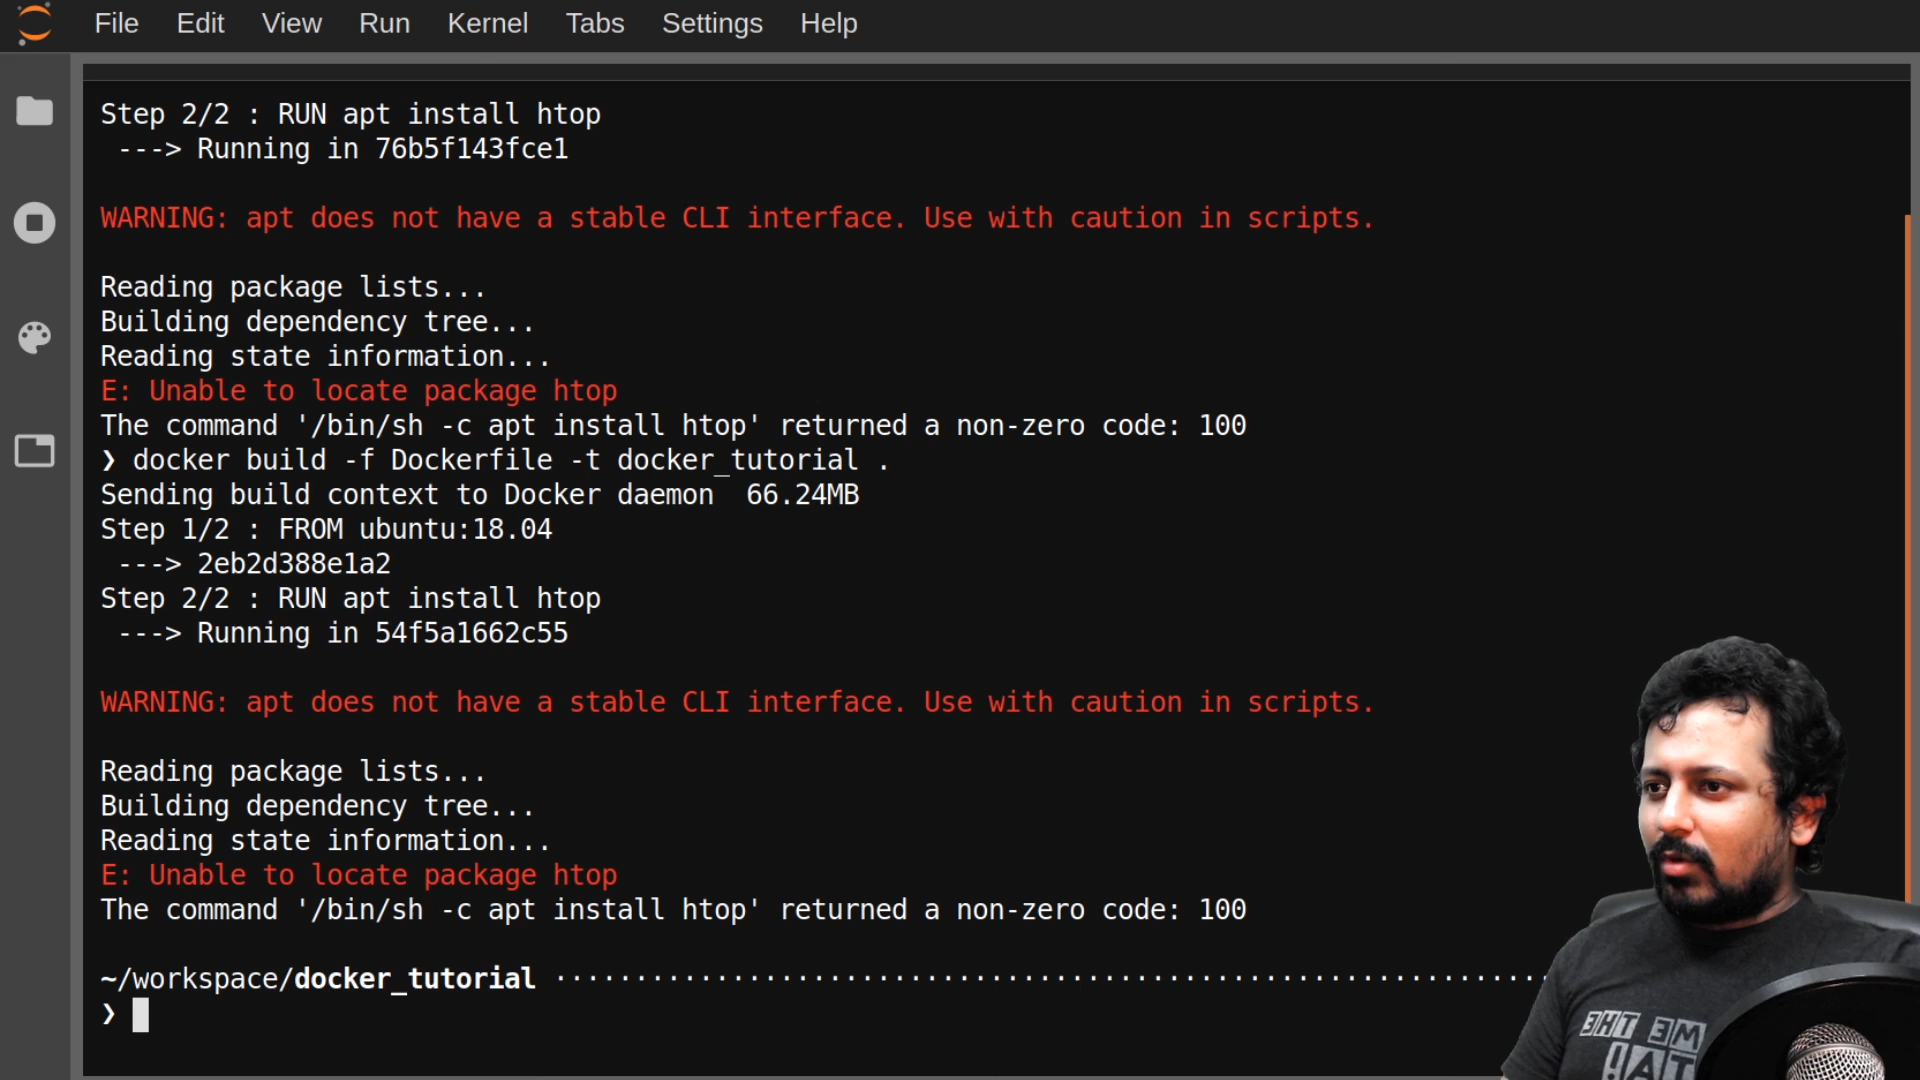 File Edit View Run Kernel Tabs Settings Help
Step 2/2 : RUN apt install htop
---> Running in 76b5f143fce1
WARNING: apt does not have a stable CLI interface. Use with caution in scripts.
Reading package lists...
Building dependency tree...
Reading state information...
E: Unable to locate package htop
The command '/bin/sh -c apt install htop' returned a non-zero code: 100
❯ docker build -f Dockerfile -t docker_tutorial .
Sending build context to Docker daemon  66.24MB
Step 1/2 : FROM ubuntu:18.04
---> 2eb2d388e1a2
Step 2/2 : RUN apt install htop
---> Running in 54f5a1662c55
WARNING: apt does not have a stable CLI interface. Use with caution in scripts.
Reading package lists...
Building dependency tree...
Reading state information...
E: Unable to locate package htop
The command '/bin/sh -c apt install htop' returned a non-zero code: 100
~/workspace/docker_tutorial
❯